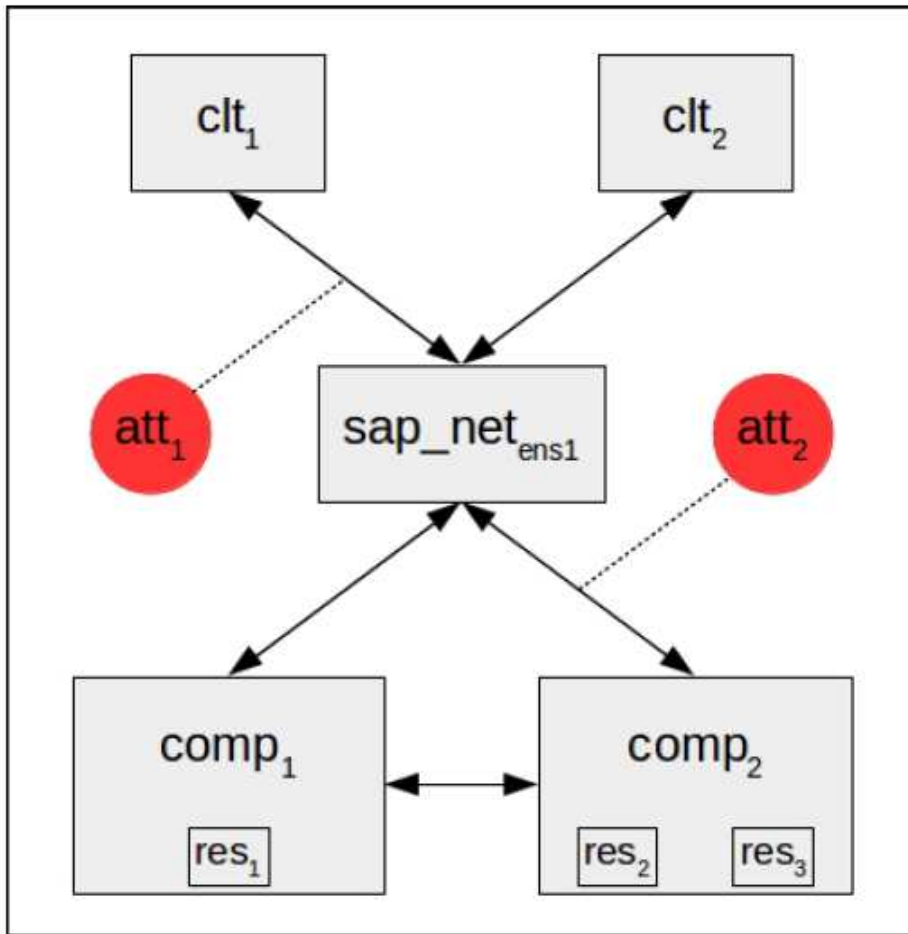 clt₁
clt₂
att₁
sap_netₑₙₛ₁
att₂
comp₁
comp₂
res₁
res₂
res₃